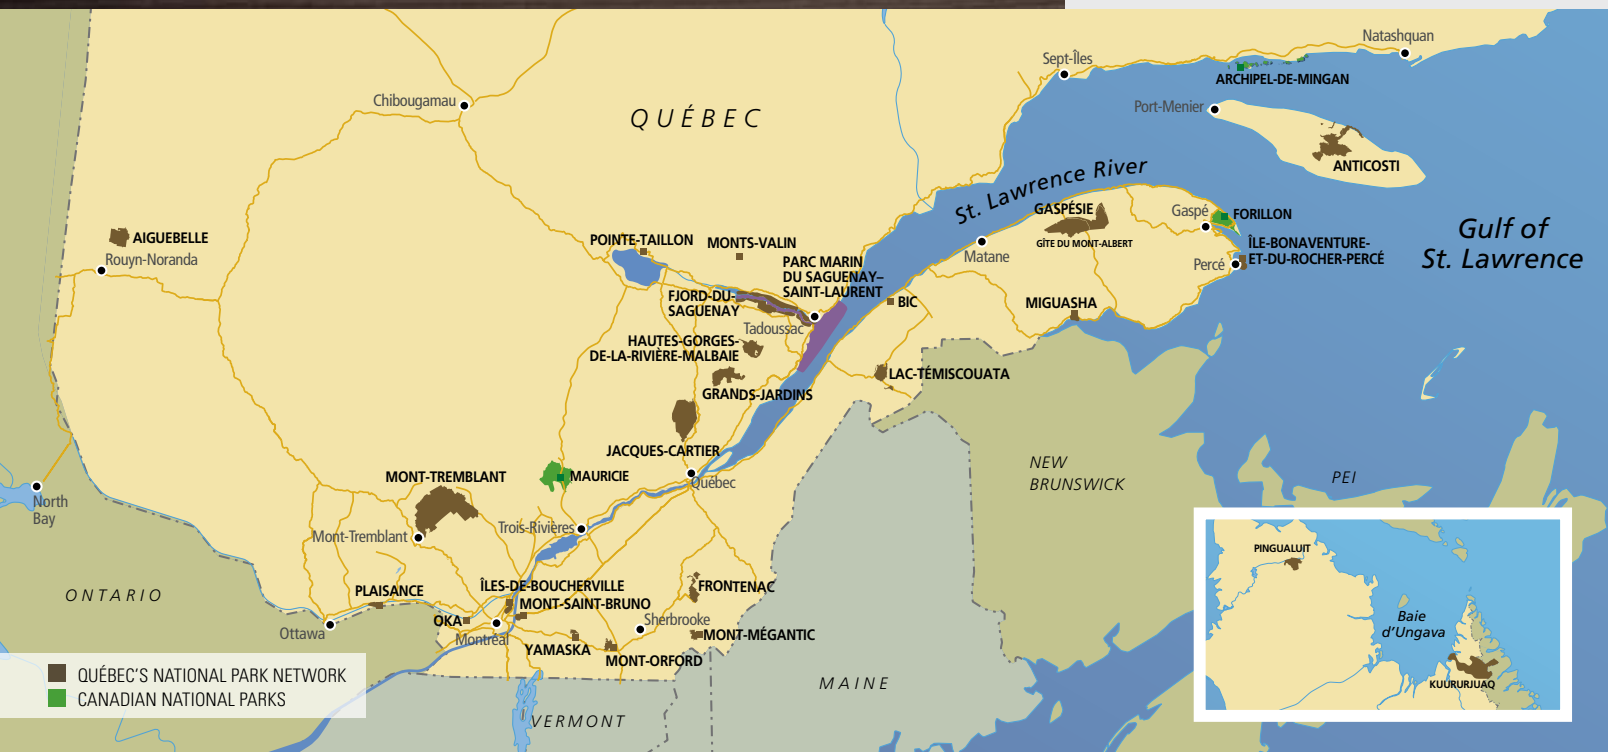 Natashquan
Sept-Îles
ARCHIPEL-DE-MINGAN
Chibougamau
Port-Menier
QUÉBEC
ANTICOSTI
St. Lawrence River
GASPÉSIE
Gaspé
FORILLON
GÎTE DU MONT-ALBERT
Gulf of
St. Lawrence
AIGUEBELLE
Rouyn-Noranda
POINTE-TAILLON
MONTS-VALIN
Matane
ÎLE-BONAVENTURE-
ET-DU-ROCHER-PERCÉ
Percé
PARC MARIN
DU SAGUENAY–
SAINT-LAURENT
FJORD-DU-
SAGUENAY
BIC
MIGUASHA
Tadoussac
HAUTES-GORGES-
DE-LA-RIVIÈRE-MALBAIE
LAC-TÉMISCOUATA
GRANDS-JARDINS
JACQUES-CARTIER
MONT-TREMBLANT
MAURICIE
Québec
NEW
BRUNSWICK
PEI
North
Bay
Trois-Rivières
Mont-Tremblant
PINGUALUIT
ONTARIO
PLAISANCE
ÎLES-DE-BOUCHERVILLE
FRONTENAC
MONT-SAINT-BRUNO
OKA
Sherbrooke
Baie
d'Ungava
Ottawa
Montréal
MONT-MÉGANTIC
YAMASKA
MONT-ORFORD
QUÉBEC'S NATIONAL PARK NETWORK
CANADIAN NATIONAL PARKS
MAINE
KUURURJUAQ
VERMONT